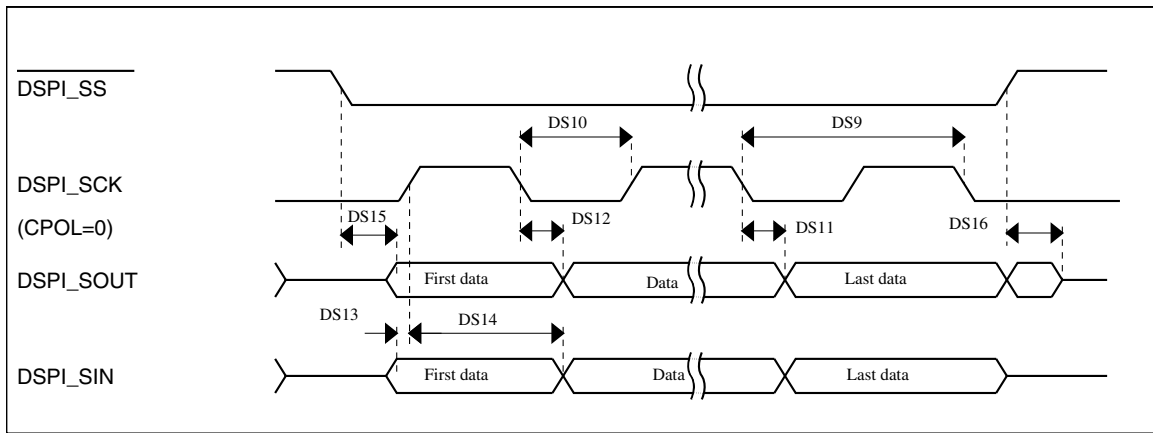 DSPI_SS
DS10
DS9
DSPI_SCK
(CPOL=0)
DS15
DS12
DS11
DS16
DSPI_SOUT
First data
Data
Last data
DS13
DS14
DSPI_SIN
First data
Data
Last data